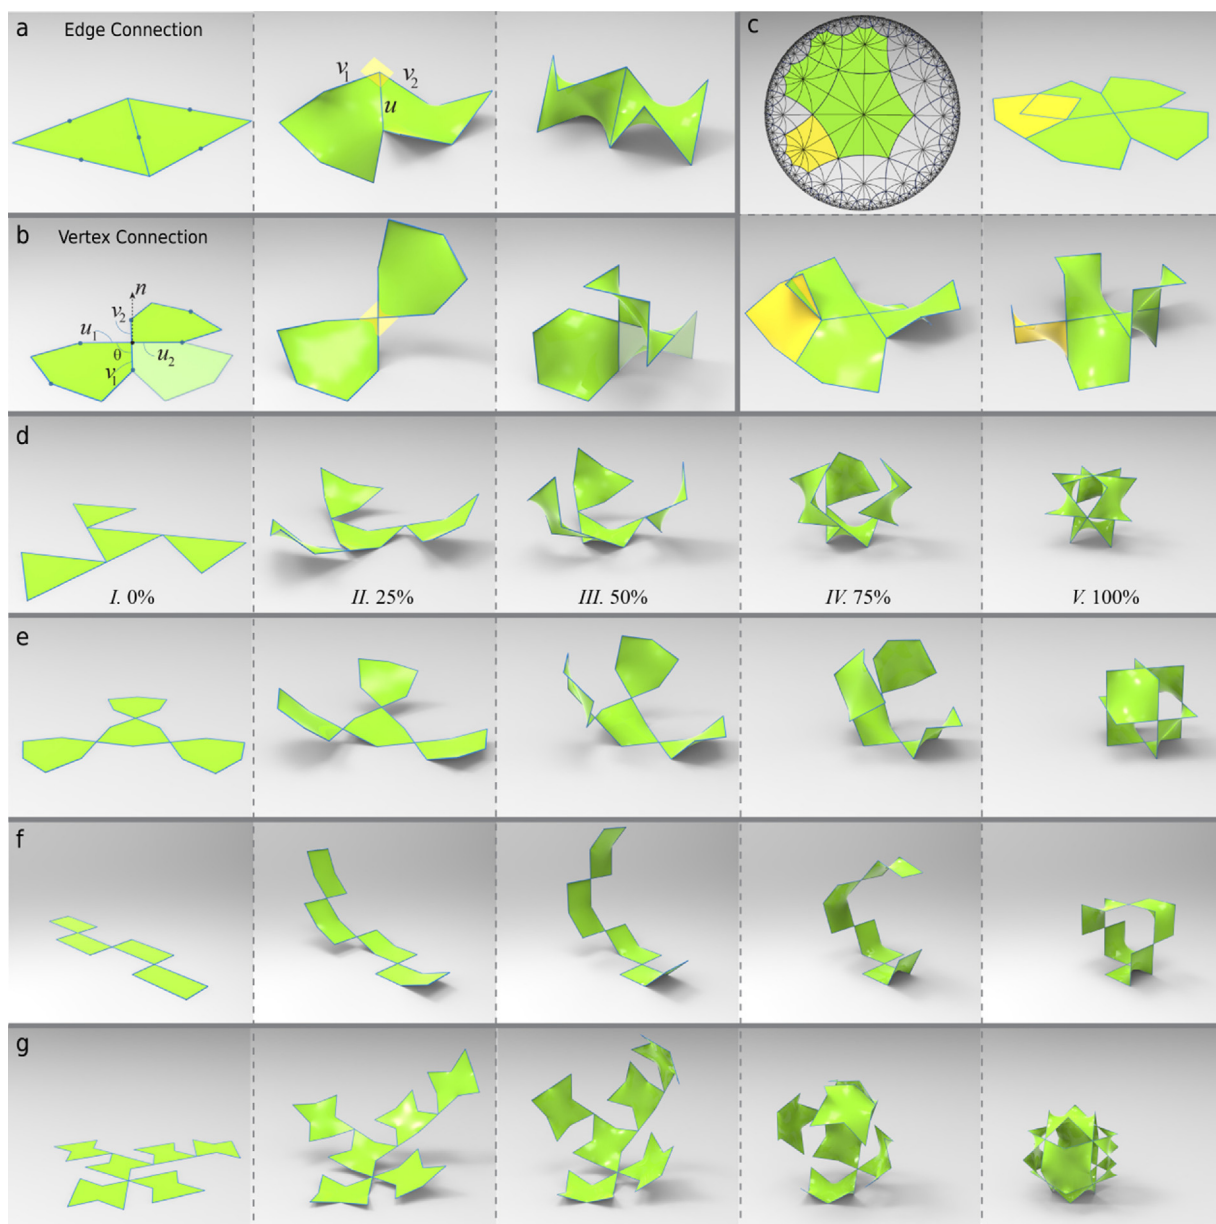 a Edge Connection
v1 v2
u
c
b Vertex Connection
n
v2
u1
θ u2
v1
d
I. 0% II. 25% III. 50% IV. 75% V. 100%
e
f
g